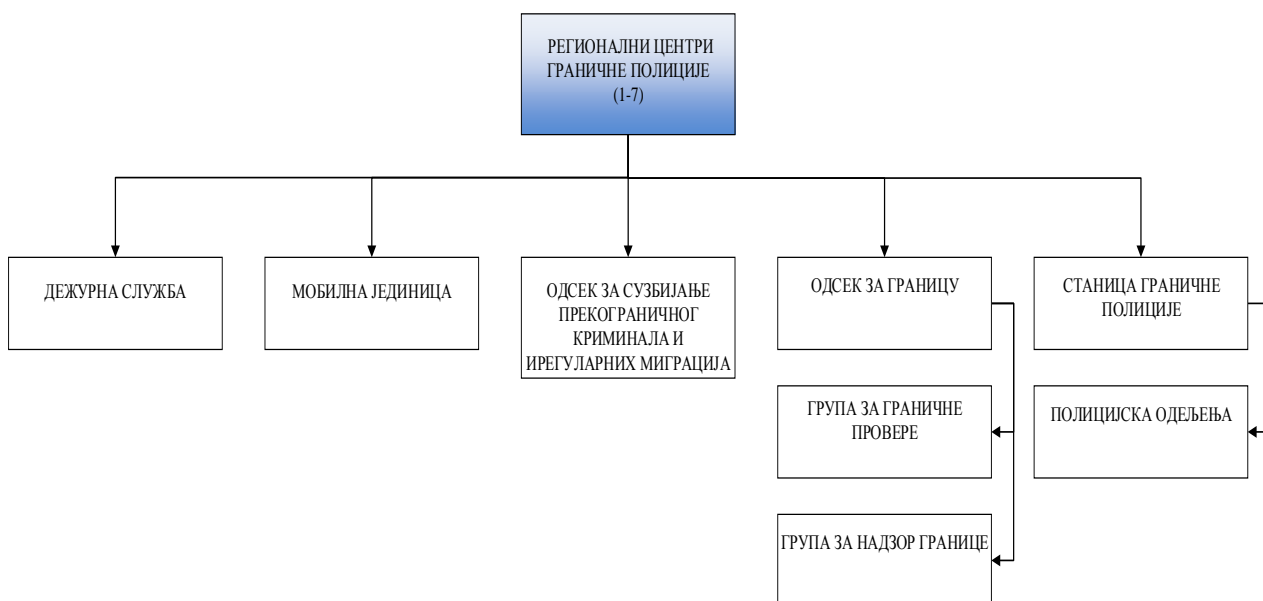 РЕГИОНАЛНИ ЦЕНТРИ
ГРАНИЧНЕ ПОЛИЦИЈЕ
(1-7)
ДЕЖУРНА СЛУЖБА
МОБИЛНА ЈЕДИНИЦА
ОДСЕК ЗА СУЗБИЈАЊЕ
ПРЕКОГРАНИЧНОГ
КРИМИНАЛА И
ИРЕГУЛАРНИХ МИГРАЦИЈА
ОДСЕК ЗА ГРАНИЦУ
СТАНИЦА ГРАНИЧНЕ
ПОЛИЦИЈЕ
ГРУПА ЗА ГРАНИЧНЕ
ПРОВЕРЕ
ПОЛИЦИЈСКА ОДЕЉЕЊА
ГРУПА ЗА НАДЗОР ГРАНИЦЕ